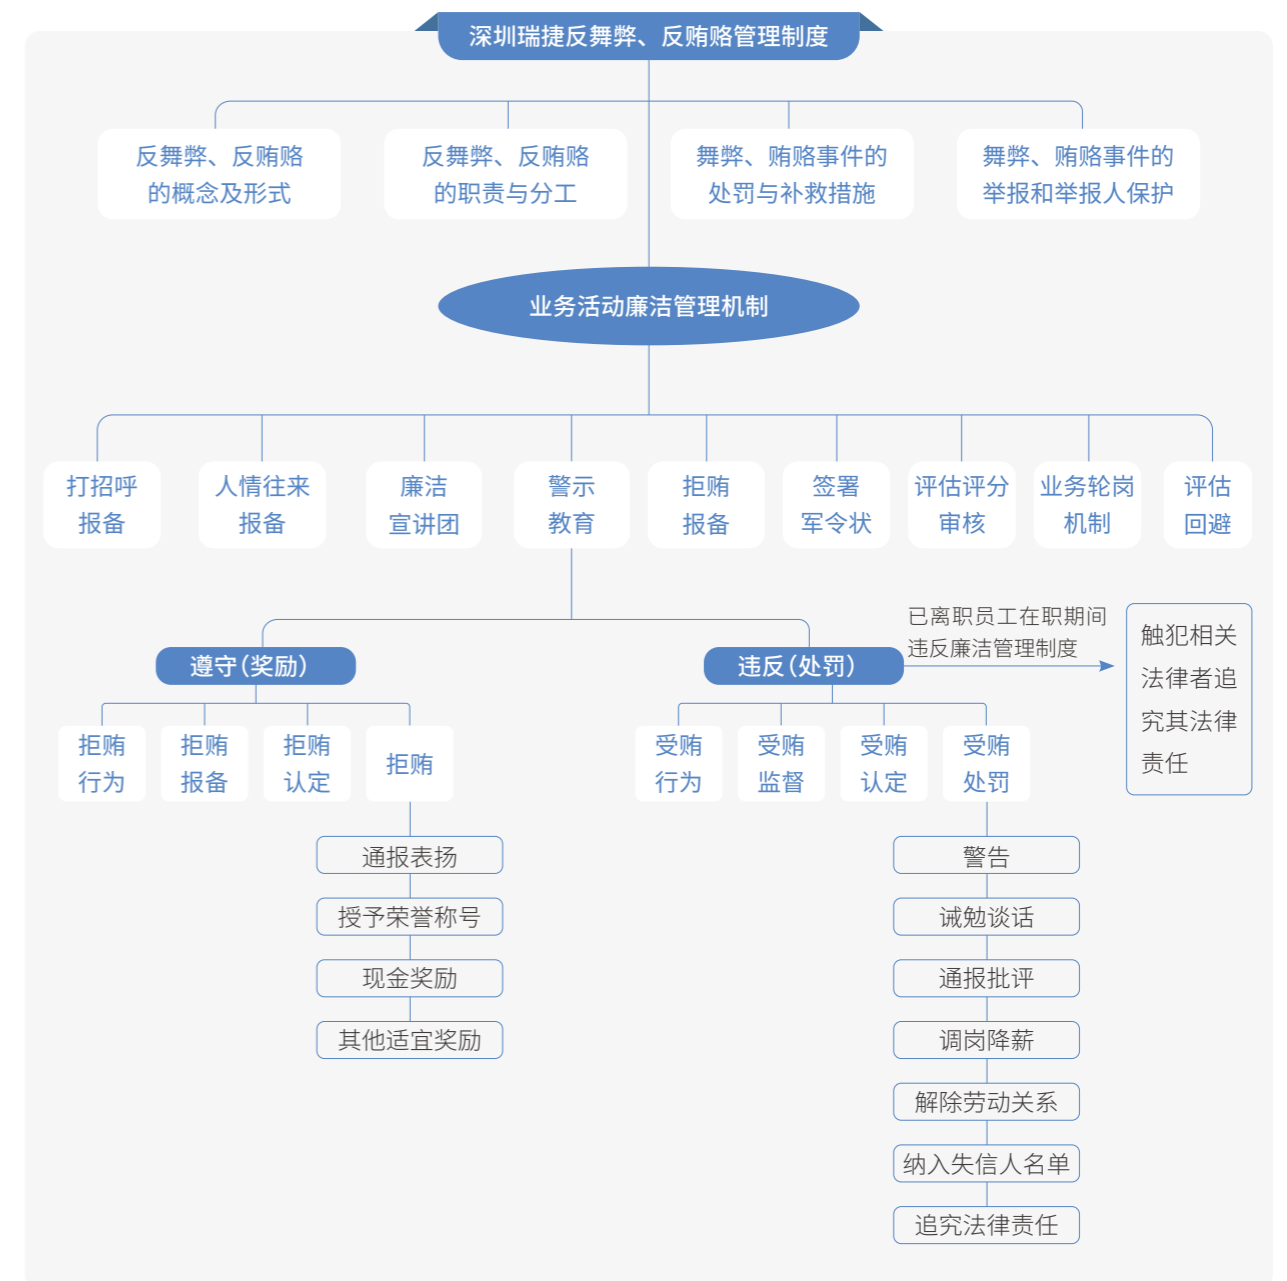 深圳瑞捷反舞弊、反贿赂管理制度
反舞弊、反贿赂
的概念及形式
反舞弊、反贿赂
的职责与分工
舞弊、贿赂事件的
处罚与补救措施
舞弊、贿赂事件的
举报和举报人保护
业务活动廉洁管理机制
打招呼
报备
人情往来
报备
廉洁
宣讲团
警示
教育
拒贿
报备
签署
军令状
评估评分
审核
业务轮岗
机制
评估
回避
遵守(奖励)
违反(处罚)
已离职员工在职期间
违反廉洁管理制度
触犯相关
法律者追
究其法律
责任
拒贿
行为
拒贿
报备
拒贿
认定
拒贿
受贿
行为
受贿
监督
受贿
认定
受贿
处罚
通报表扬
授予荣誉称号
现金奖励
其他适宜奖励
警告
诫勉谈话
通报批评
调岗降薪
解除劳动关系
纳入失信人名单
追究法律责任